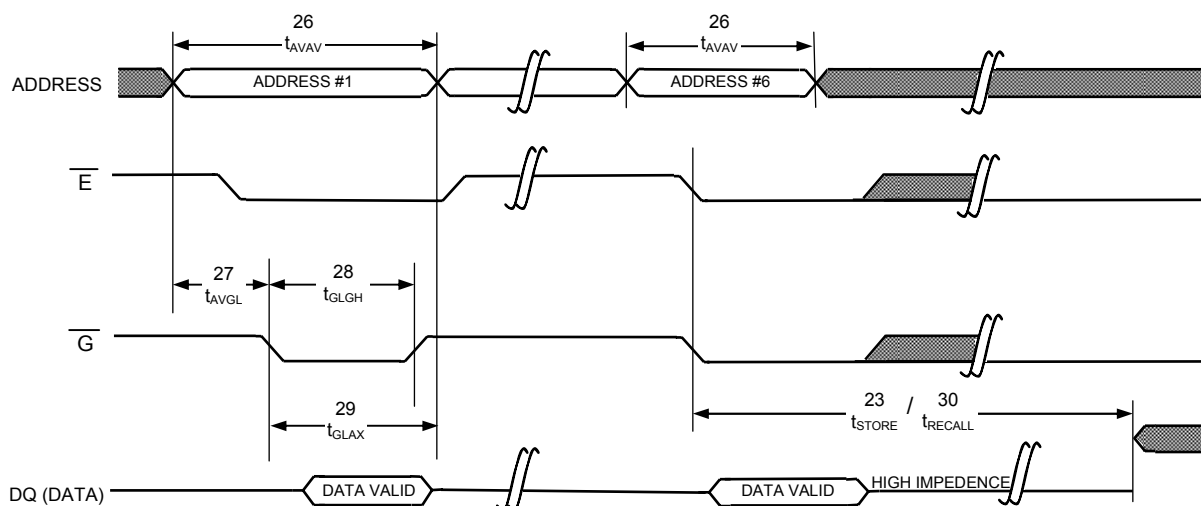 26
tAVAV
26
tAVAV
ADDRESS
ADDRESS #1
ADDRESS #6
E
27
tAVGL
28
tGLGH
G
29
tGLAX
23 / 30
tSTORE tRECALL
DQ (DATA)
DATA VALID
DATA VALID
HIGH IMPEDENCE